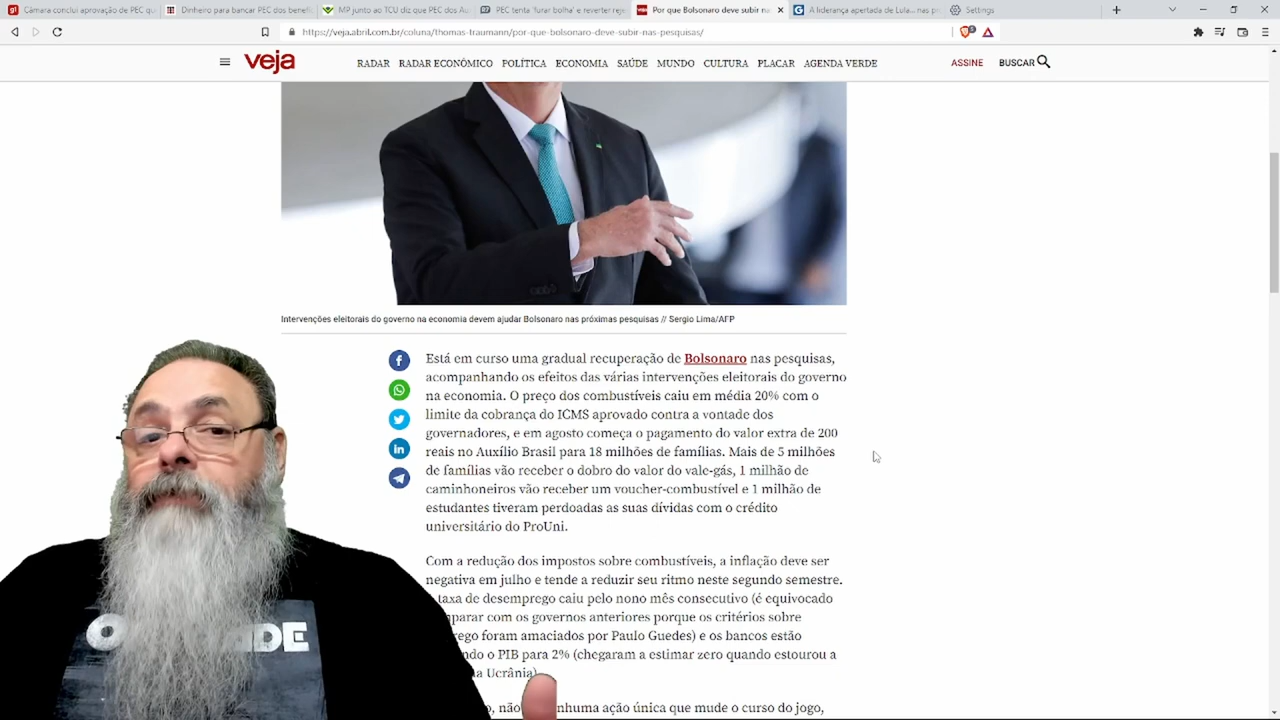 Câmara conclui aprovação de PEC qu
Dinheiro para bancar PEC dos benef
MP junto ao TCU diz que PEC dos Au
PEC tenta 'furar bolha' e reverter reje
Por que Bolsonaro deve subir na
A liderança apertada de Lula... nas p
Settings
https://veja.abril.com.br/coluna/thomas-traumann/por-que-bolsonaro-deve-subir-nas-pesquisas/
veja
RADAR RADAR ECONÔMICO POLÍTICA ECONOMIA SAÚDE MUNDO CULTURA PLACAR AGENDA VERDE
ASSINE
BUSCAR
Intervenções eleitorais do governo na economia devem ajudar Bolsonaro nas próximas pesquisas // Sergio Lima/AFP
Está em curso uma gradual recuperação de Bolsonaro nas pesquisas,
acompanhando os efeitos das várias intervenções eleitorais do governo
na economia. O preço dos combustíveis caiu em média 20% com o
limite da cobrança do ICMS aprovado contra a vontade dos
governadores, e em agosto começa o pagamento do valor extra de 200
reais no Auxílio Brasil para 18 milhões de famílias. Mais de 5 milhões
de famílias vão receber o dobro do valor do vale-gás, 1 milhão de
caminhoneiros vão receber um voucher-combustível e 1 milhão de
estudantes tiveram perdoadas as suas dívidas com o crédito
universitário do ProUni.
Com a redução dos impostos sobre combustíveis, a inflação deve ser
negativa em julho e tende a reduzir seu ritmo neste segundo semestre.
taxa de desemprego caiu pelo nono mês consecutivo (é equivocado
parar com os governos anteriores porque os critérios sobre
rego foram amaciados por Paulo Guedes) e os bancos estão
ndo o PIB para 2% (chegaram a estimar zero quando estourou a
a Ucrânia)
o, não nhuma ação única que mude o curso do jogo,